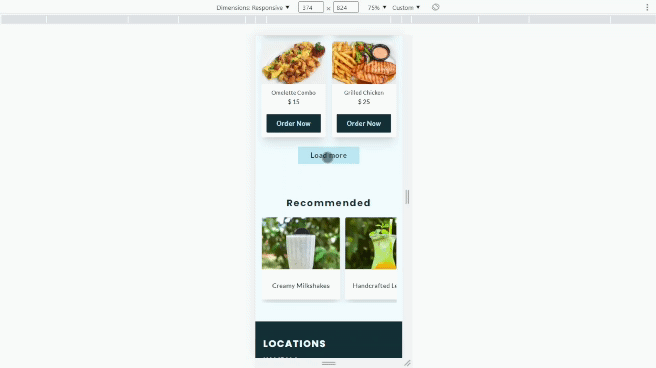 Dimensions: Responsive ▼ 374 × 824 75% ▼ Custom ▼
Omelette Combo
$ 15
Order Now
Grilled Chicken
$ 25
Order Now
Load more
Recommended
Creamy Milkshakes
Handcrafted Le
LOCATIONS